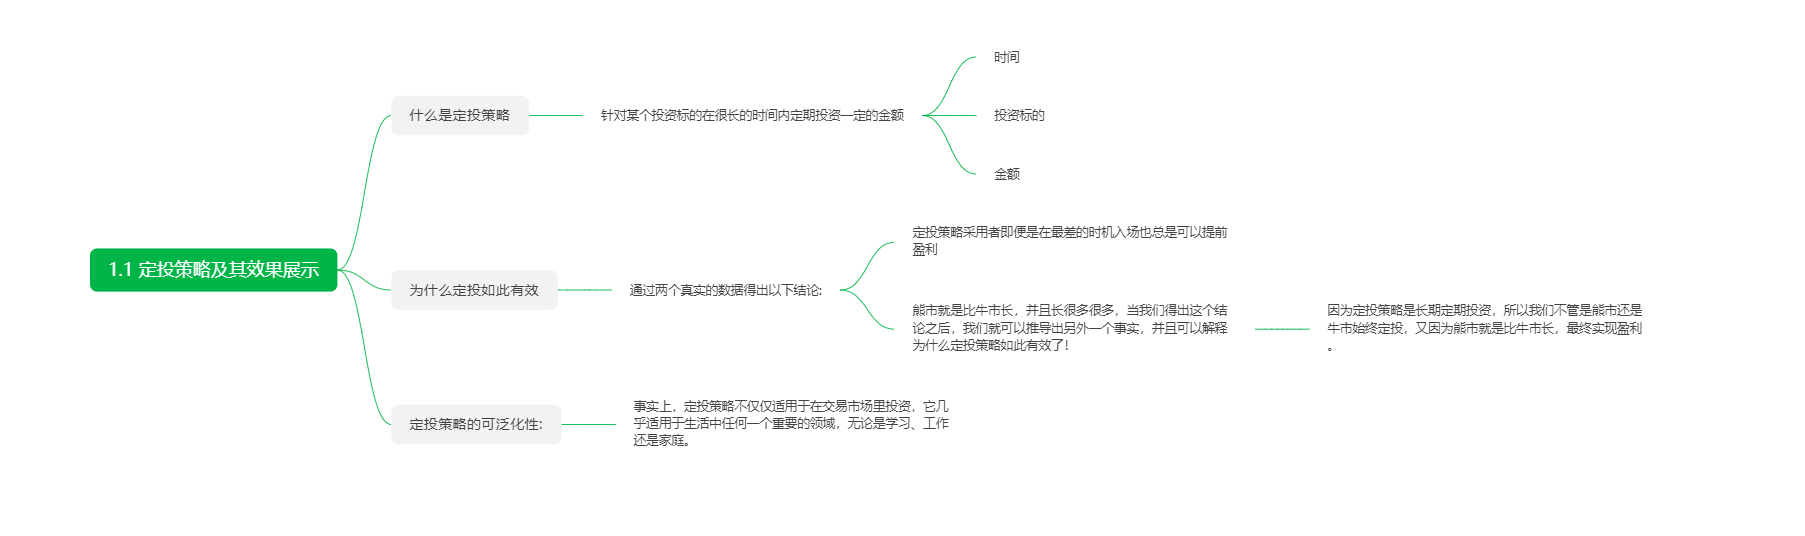 1.1 定投策略及其效果展示
什么是定投策略
针对某个投资标的在很长的时间内定期投资一定的金额
时间
投资标的
金额
为什么定投如此有效
通过两个真实的数据得出以下结论:
定投策略采用者即便是在最差的时机入场也总是可以提前
盈利
熊市就是比牛市长，并且长很多很多，当我们得出这个结
论之后，我们就可以推导出另外一个事实，并且可以解释
为什么定投策略如此有效了！
因为定投策略是长期定期投资，所以我们不管是熊市还是
牛市始终定投，又因为熊市就是比牛市长，最终实现盈利
。
定投策略的可泛化性:
事实上，定投策略不仅仅适用于在交易市场里投资，它几
乎适用于生活中任何一个重要的领域，无论是学习、工作
还是家庭。